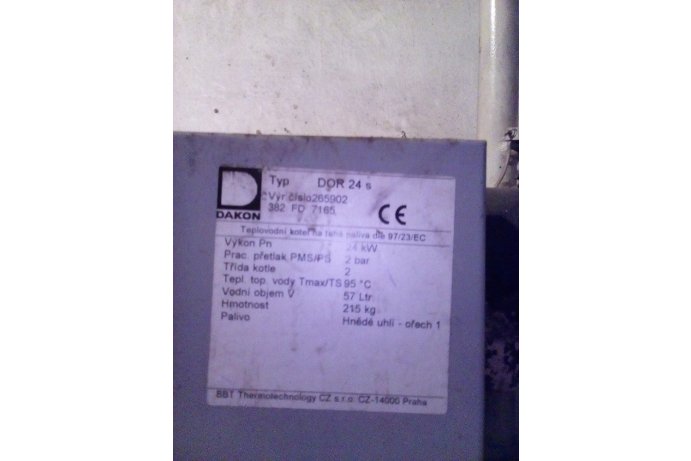 DAKON
Typ DOR 24 s
Výr.číslo265902
382 FD 7165
CE
Teplovodní kotel na tuhá paliva dle 97/23/EC
Výkon Pn 24 kW
Prac. přetlak PMS/PS 2 bar
Třída kotle 2
Tepl. top. vody Tmax/TS 95 °C
Vodní objem V 57 Ltr
Hmotnost 215 kg
Palivo Hnědé uhlí - ořech 1
BBT Thermotechnology CZ s.r.o. CZ-14006 Praha